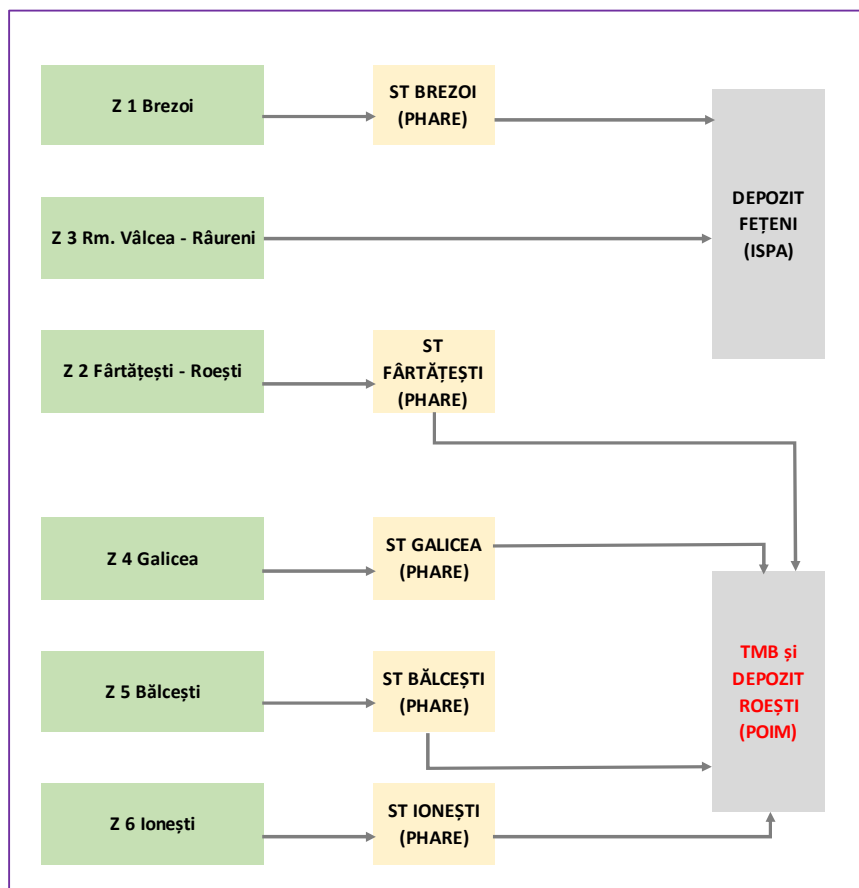 Z 1 Brezoi
ST BREZOI
(PHARE)
DEPOZIT
FEȚENI
(ISPA)
Z 3 Rm. Vâlcea - Râureni
Z 2 Fârtățești - Roești
ST
FÂRTĂȚEȘTI
(PHARE)
Z 4 Galicea
ST GALICEA
(PHARE)
TMB și
DEPOZIT
ROEȘTI
(POIM)
Z 5 Bălcești
ST BĂLCEȘTI
(PHARE)
Z 6 Ionești
ST IONEȘTI
(PHARE)